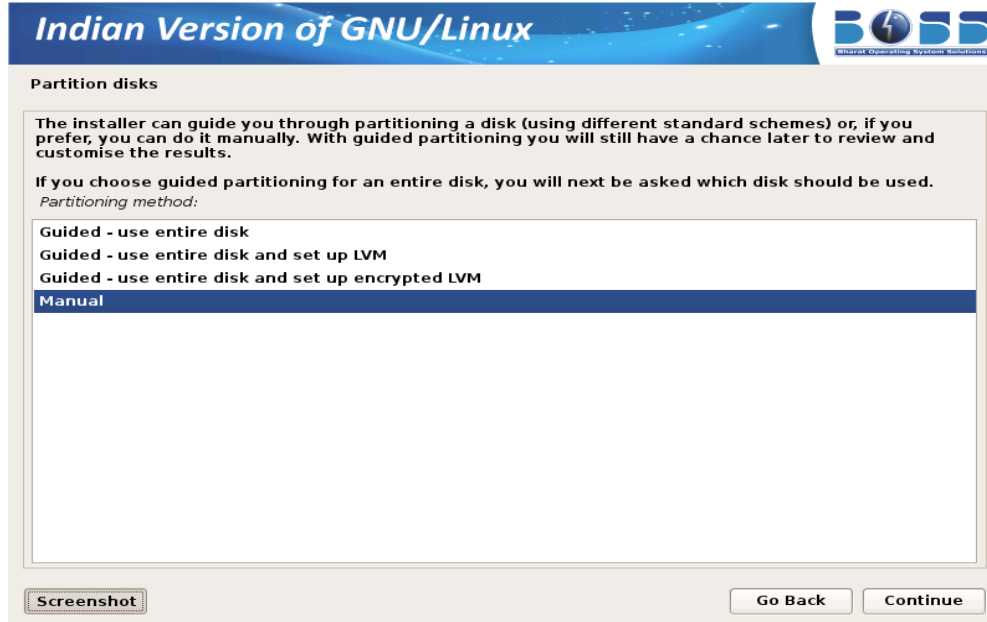 Indian Version of GNU/Linux
BOSS
Bharat Operating System Solutions
Partition disks
The installer can guide you through partitioning a disk (using different standard schemes) or, if you
prefer, you can do it manually. With guided partitioning you will still have a chance later to review and
customise the results.
If you choose guided partitioning for an entire disk, you will next be asked which disk should be used.
Partitioning method:
Guided - use entire disk
Guided - use entire disk and set up LVM
Guided - use entire disk and set up encrypted LVM
Manual
Screenshot
Go Back
Continue